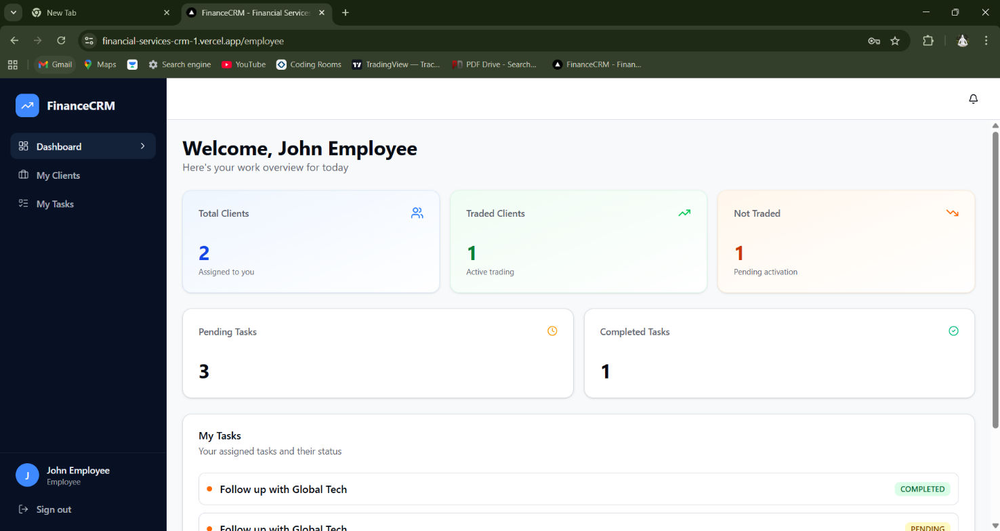 New Tab
FinanceCRM - Financial Services
financial-services-crm-1.vercel.app/employee
Gmail
Maps
Search engine
YouTube
Coding Rooms
TradingView — Trac...
PDF Drive - Search...
FinanceCRM - Finan...
FinanceCRM
Dashboard
My Clients
My Tasks
Welcome, John Employee
Here's your work overview for today
Total Clients
2
Assigned to you
Traded Clients
1
Active trading
Not Traded
1
Pending activation
Pending Tasks
3
Completed Tasks
1
My Tasks
Your assigned tasks and their status
Follow up with Global Tech
COMPLETED
Follow up with Global Tech
PENDING
J
John Employee
Employee
Sign out